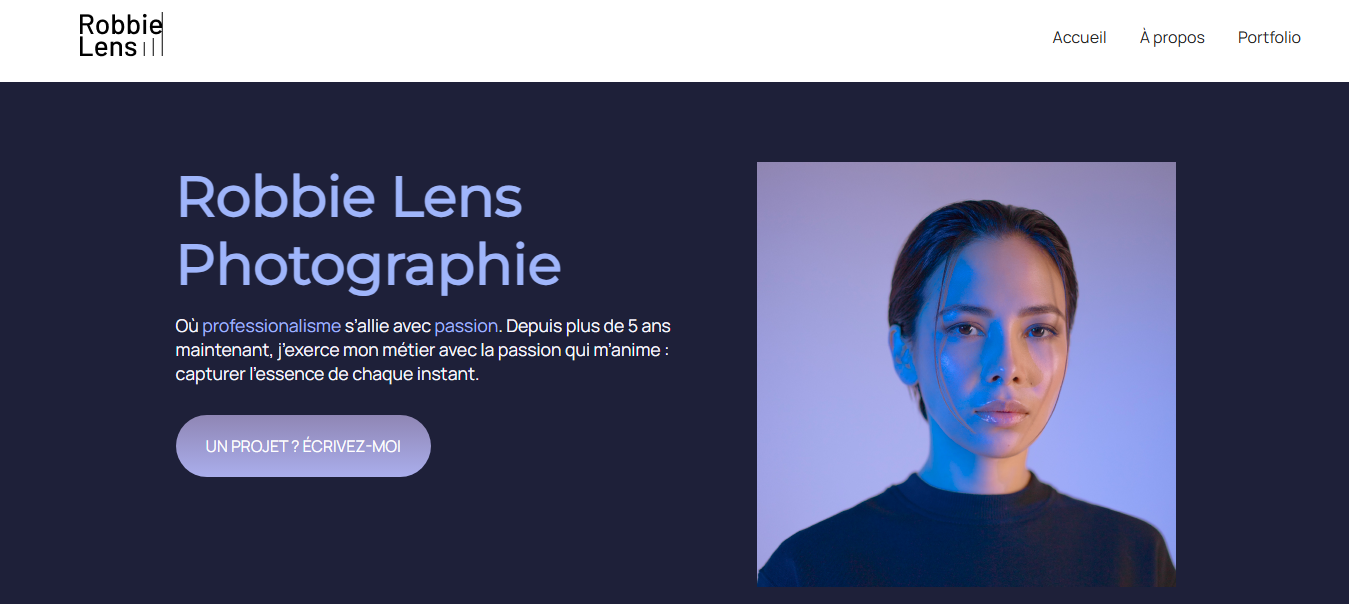 Robbie
Lens
Accueil
À propos
Portfolio
Robbie Lens
Photographie
Où professionalisme s'allie avec passion. Depuis plus de 5 ans
maintenant, j'exerce mon métier avec la passion qui m'anime :
capturer l'essence de chaque instant.
UN PROJET ? ÉCRIVEZ-MOI